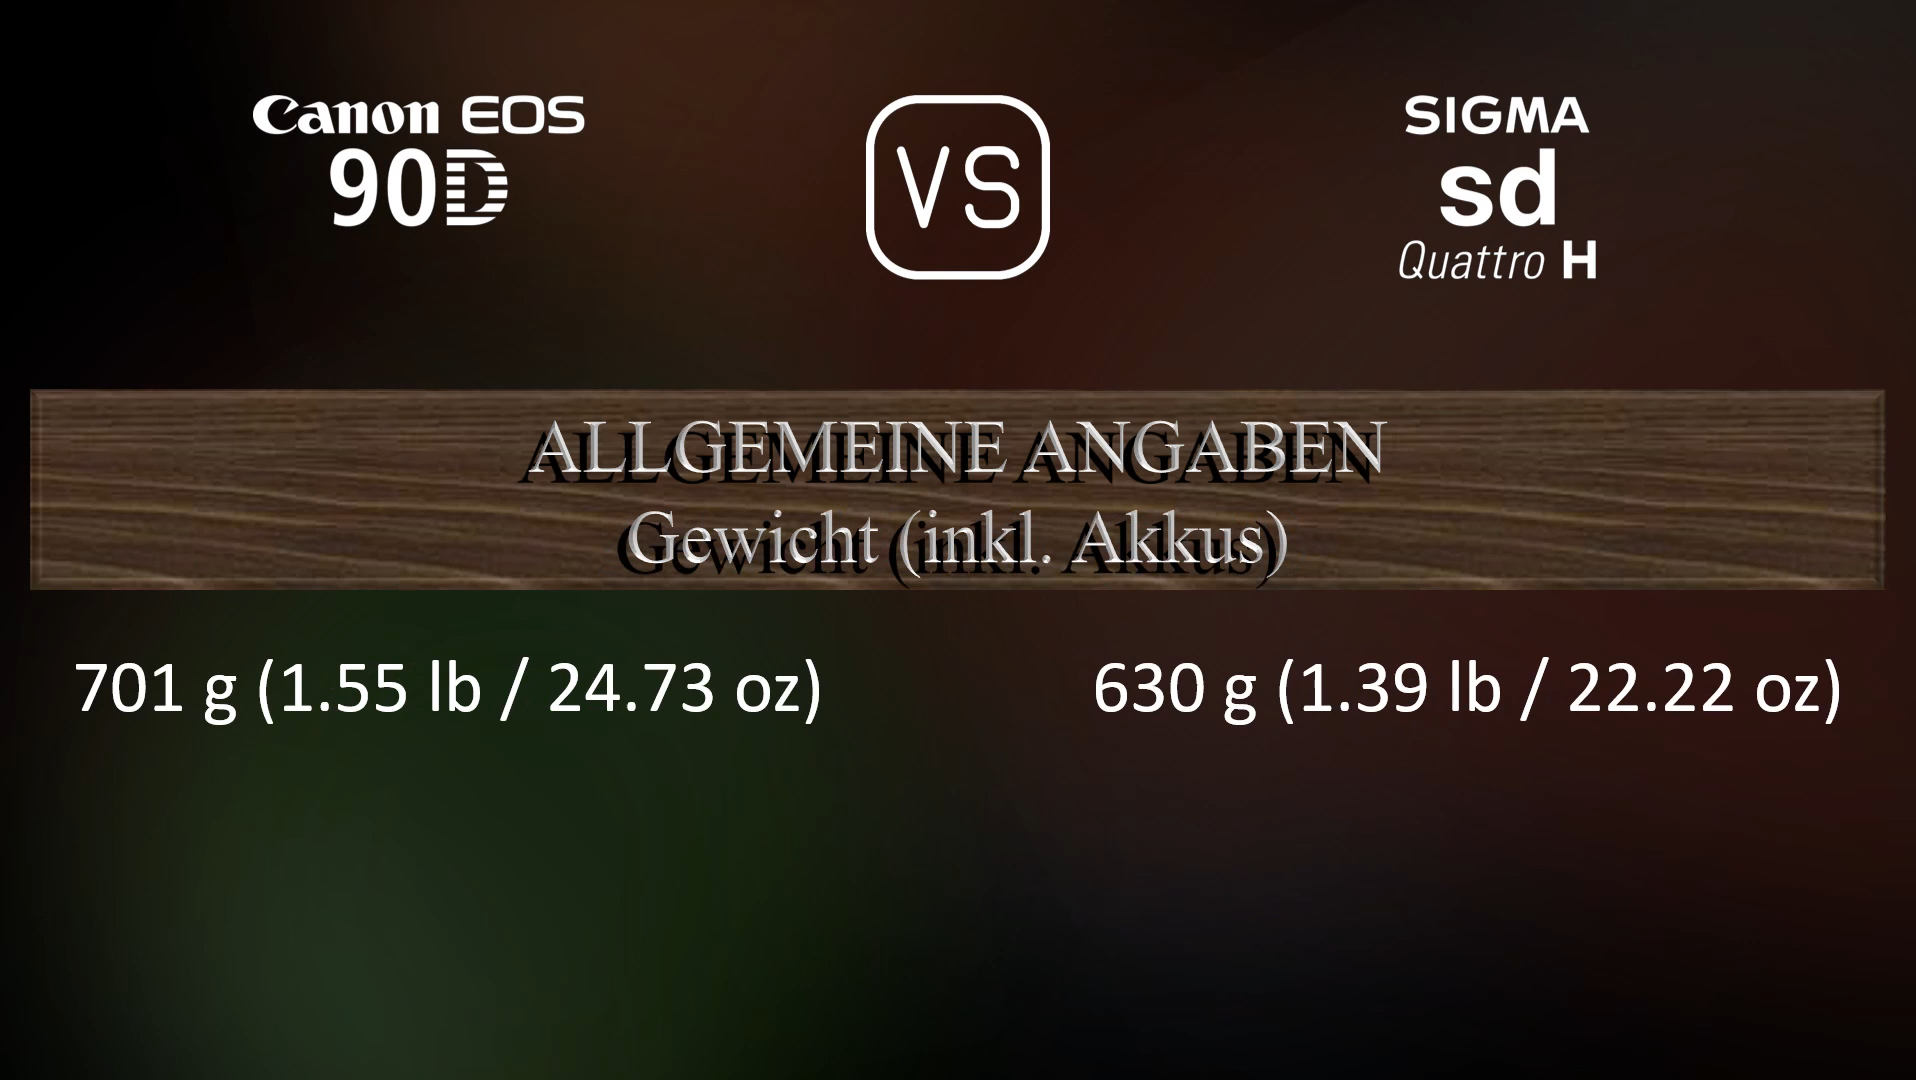 Canon EOS
90D
VS
SIGMA
sd
Quattro H
ALLGEMEINE ANGABEN
Gewicht (inkl. Akkus)
701 g (1.55 lb / 24.73 oz)
630 g (1.39 lb / 22.22 oz)